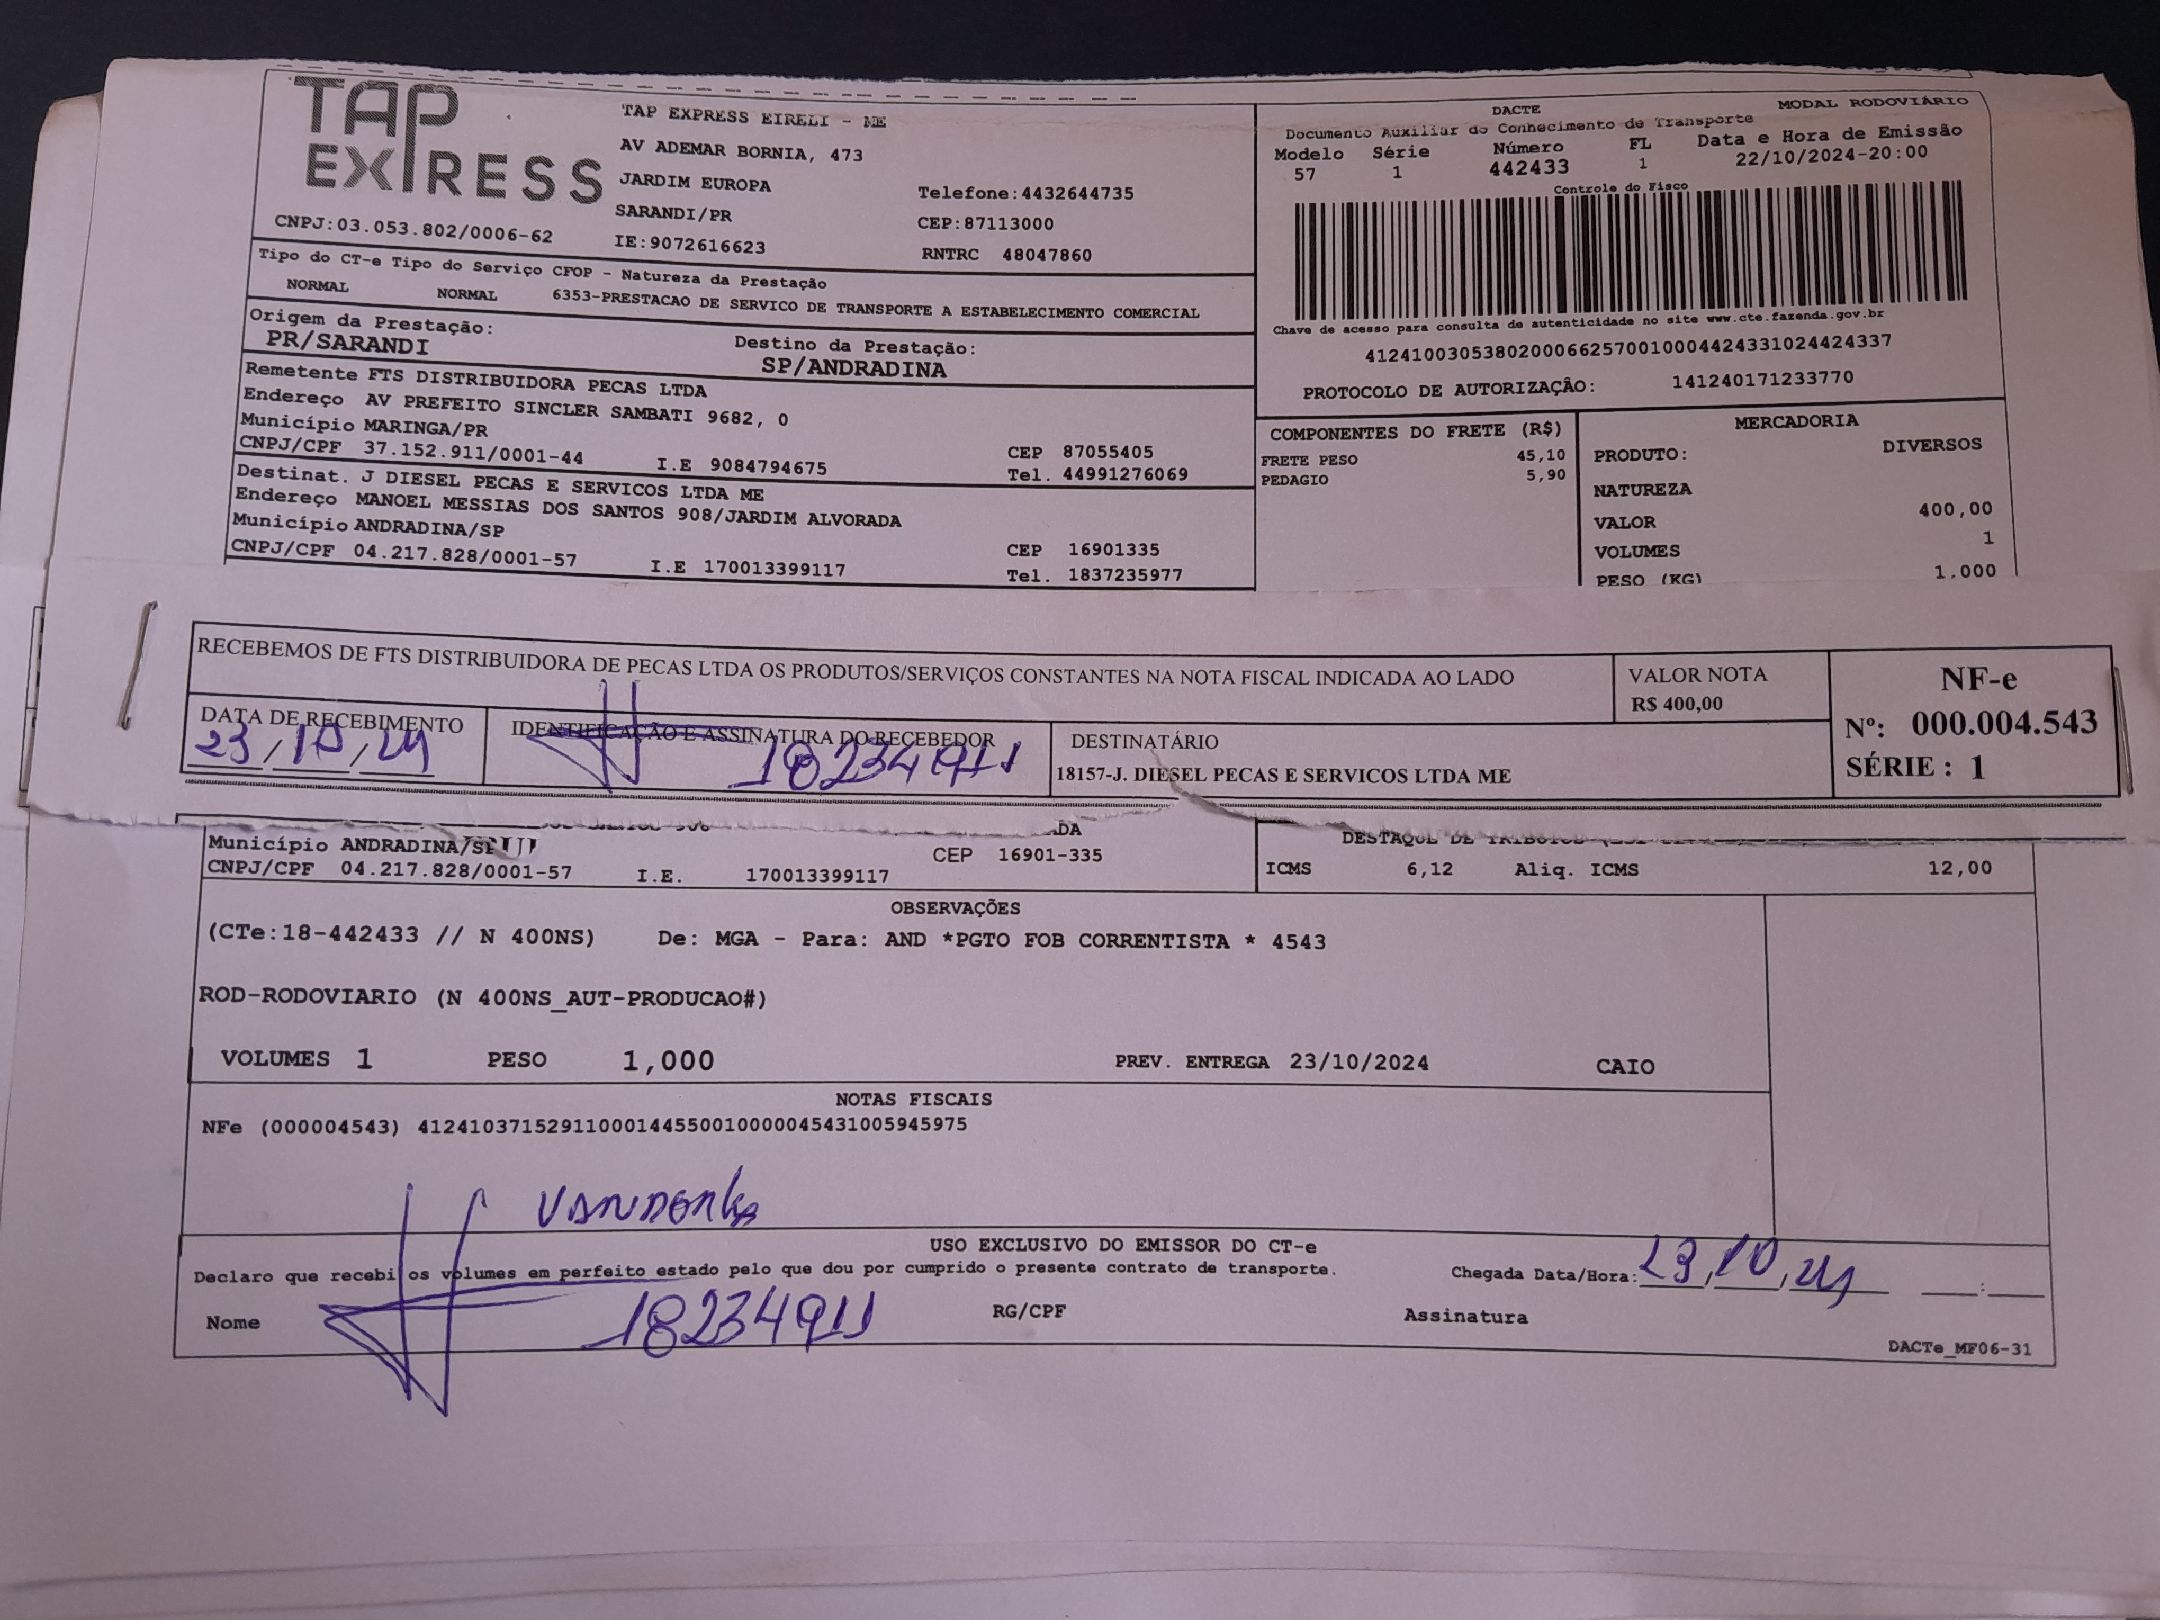 TAP EXPRESS
TAP EXPRESS EIRELI - ME
AV ADEMAR BORNIA, 473
JARDIM EUROPA
SARANDI/PR
IE:9072616623
Telefone:4432644735
CEP:87113000
RNTRC 48047860
CNPJ:03.053.802/0006-62
DACTE
MODAL RODOVIÁRIO
Documento Auxiliar do Conhecimento de Transporte
Modelo Série Número FL Data e Hora de Emissão
57 1 442433 1 22/10/2024-20:00
Controle do Fisco
Chave de acesso para consulta de autenticidade no site www.cte.fazenda.gov.br
41241003053802000662570010004424331024424337
PROTOCOLO DE AUTORIZAÇÃO: 141240171233770
Tipo do CT-e Tipo do Serviço CFOP - Natureza da Prestação
NORMAL NORMAL 6353-PRESTACAO DE SERVICO DE TRANSPORTE A ESTABELECIMENTO COMERCIAL
Origem da Prestação:
PR/SARANDI
Destino da Prestação:
SP/ANDRADINA
Remetente FTS DISTRIBUIDORA PECAS LTDA
Endereço AV PREFEITO SINCLER SAMBATI 9682, 0
Município MARINGA/PR
CEP 87055405
CNPJ/CPF 37.152.911/0001-44 I.E 9084794675 Tel. 44991276069
Destinat. J DIESEL PECAS E SERVICOS LTDA ME
Endereço MANOEL MESSIAS DOS SANTOS 908/JARDIM ALVORADA
Município ANDRADINA/SP
CEP 16901335
CNPJ/CPF 04.217.828/0001-57 I.E 170013399117 Tel. 1837235977
COMPONENTES DO FRETE (R$)
FRETE PESO 45,10
PEDAGIO 5,90
MERCADORIA
PRODUTO: DIVERSOS
NATUREZA
VALOR 400,00
VOLUMES 1
PESO (KG) 1,000
RECEBEMOS DE FTS DISTRIBUIDORA DE PECAS LTDA OS PRODUTOS/SERVIÇOS CONSTANTES NA NOTA FISCAL INDICADA AO LADO
VALOR NOTA
R$ 400,00
NF-e
Nº: 000.004.543
SÉRIE : 1
DATA DE RECEBIMENTO
23/10/24
IDENTIFICAÇÃO E ASSINATURA DO RECEBEDOR
18234911
DESTINATÁRIO
18157-J. DIESEL PECAS E SERVICOS LTDA ME
Município ANDRADINA/SP
CEP 16901-335
CNPJ/CPF 04.217.828/0001-57 I.E. 170013399117
DESTAQUE DE TRIBUTOS
ICMS 6,12 Aliq. ICMS 12,00
OBSERVAÇÕES
(CTe:18-442433 // N 400NS) De: MGA - Para: AND *PGTO FOB CORRENTISTA * 4543
ROD-RODOVIARIO (N 400NS_AUT-PRODUCAO#)
VOLUMES 1 PESO 1,000 PREV. ENTREGA 23/10/2024 CAIO
NOTAS FISCAIS
NFe (000004543) 41241037152911000144550010000045431005945975
USO EXCLUSIVO DO EMISSOR DO CT-e
Declaro que recebi os volumes em perfeito estado pelo que dou por cumprido o presente contrato de transporte.
Chegada Data/Hora: 23/10/24
Nome 18234911 RG/CPF Assinatura
DACTe_MF06-31